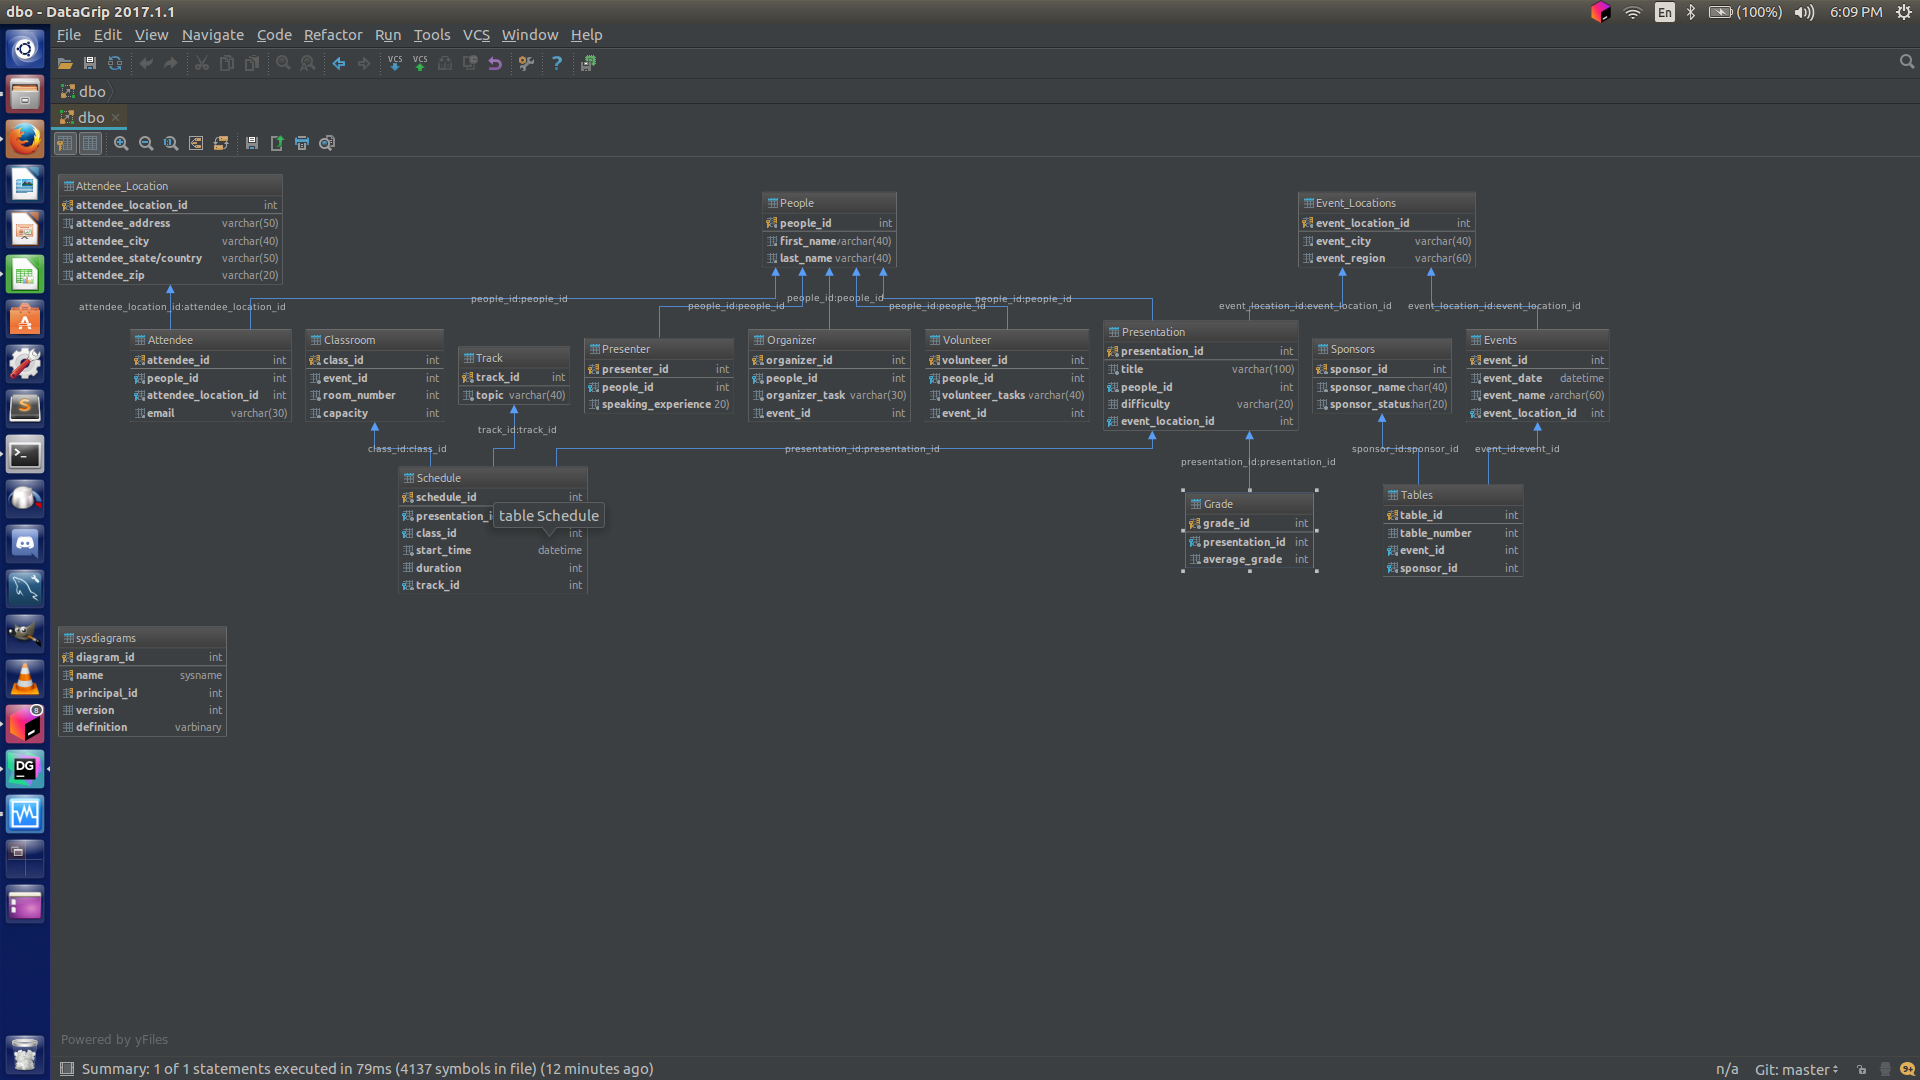 dbo - DataGrip 2017.1.1
En
(100%)
6:09 PM
File Edit View Navigate Code Refactor Run Tools VCS Window Help
VCS VCS
dbo
dbo
Attendee_Location
attendee_location_id int
attendee_address varchar(50)
attendee_city varchar(40)
attendee_state/country varchar(50)
attendee_zip varchar(20)
People
people_id int
first_name varchar(40)
last_name varchar(40)
Event_Locations
event_location_id int
event_city varchar(40)
event_region varchar(60)
attendee_location_id:attendee_location_id
people_id:people_id
people_id:people_id
people_id:people_id
people_id:people_id
people_id:people_id
event_location_id:event_location_id
event_location_id:event_location_id
Attendee
attendee_id int
people_id int
attendee_location_id int
email varchar(30)
Classroom
class_id int
event_id int
room_number int
capacity int
Track
track_id int
topic varchar(40)
Presenter
presenter_id int
people_id int
speaking_experience 20)
Organizer
organizer_id int
people_id int
organizer_task varchar(30)
event_id int
Volunteer
volunteer_id int
people_id int
volunteer_tasks varchar(40)
event_id int
Presentation
presentation_id int
title varchar(100)
people_id int
difficulty varchar(20)
event_location_id int
Sponsors
sponsor_id int
sponsor_name char(40)
sponsor_status char(20)
Events
event_id int
event_date datetime
event_name varchar(60)
event_location_id int
class_id:class_id
track_id:track_id
presentation_id:presentation_id
presentation_id:presentation_id
sponsor_id:sponsor_id
event_id:event_id
Schedule
schedule_id int
presentation_i
table Schedule
class_id int
start_time datetime
duration int
track_id int
Grade
grade_id int
presentation_id int
average_grade int
Tables
table_id int
table_number int
event_id int
sponsor_id int
sysdiagrams
diagram_id int
name sysname
principal_id int
version int
definition varbinary
DG
Powered by yFiles
Summary: 1 of 1 statements executed in 79ms (4137 symbols in file) (12 minutes ago)
n/a
Git: master
9+